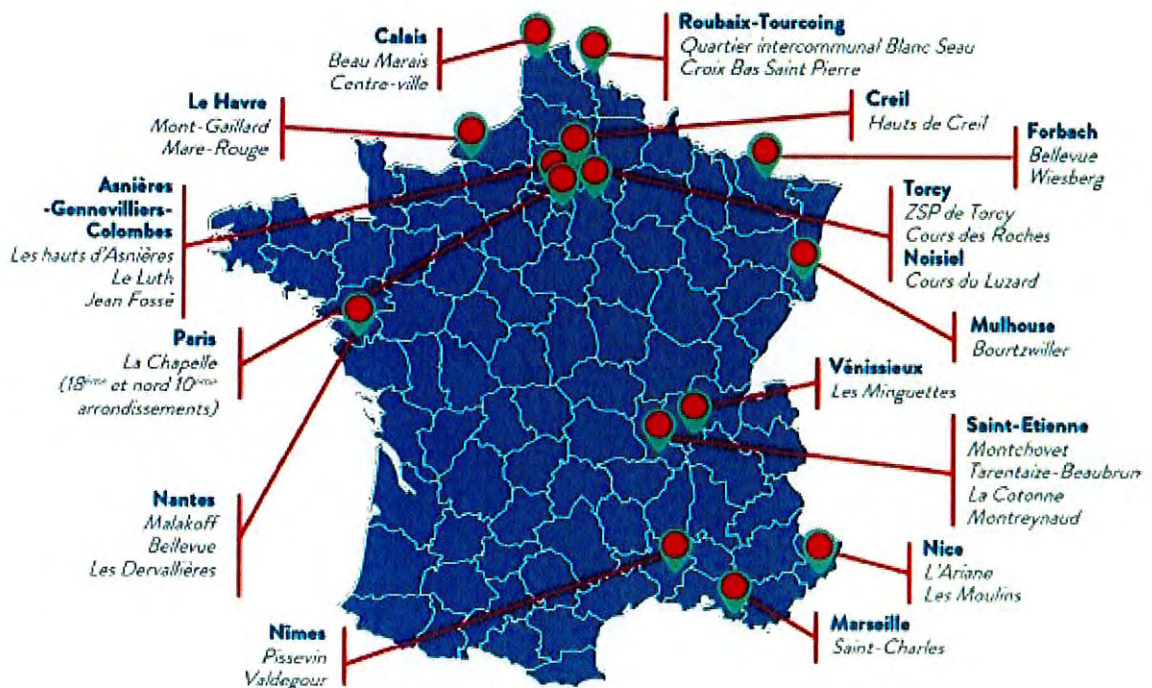 Calais
Beau Marais
Centre-ville
Roubaix-Tourcoing
Quartier intercommunal Blanc Seau
Croix Bas Saint Pierre
Le Havre
Mont-Gaillard
Mare-Rouge
Creil
Hauts de Creil
Forbach
Bellevue
Wiesberg
Asnières
-Gennevilliers-
Colombes
Les hauts d'Asnières
Le Luth
Jean Fossé
Torcy
ZSP de Torcy
Cours des Roches
Noisiel
Cours du Luzard
Paris
La Chapelle
(18ème et nord 10ème
arrondissements)
Mulhouse
Bourtzwiller
Vénissieux
Les Minguettes
Saint-Etienne
Montchovet
Tarentaize-Beaubrun
La Cotonne
Montreynaud
Nantes
Malakoff
Bellevue
Les Dervallières
Nice
L'Ariane
Les Moulins
Nîmes
Pissevin
Valdegour
Marseille
Saint-Charles